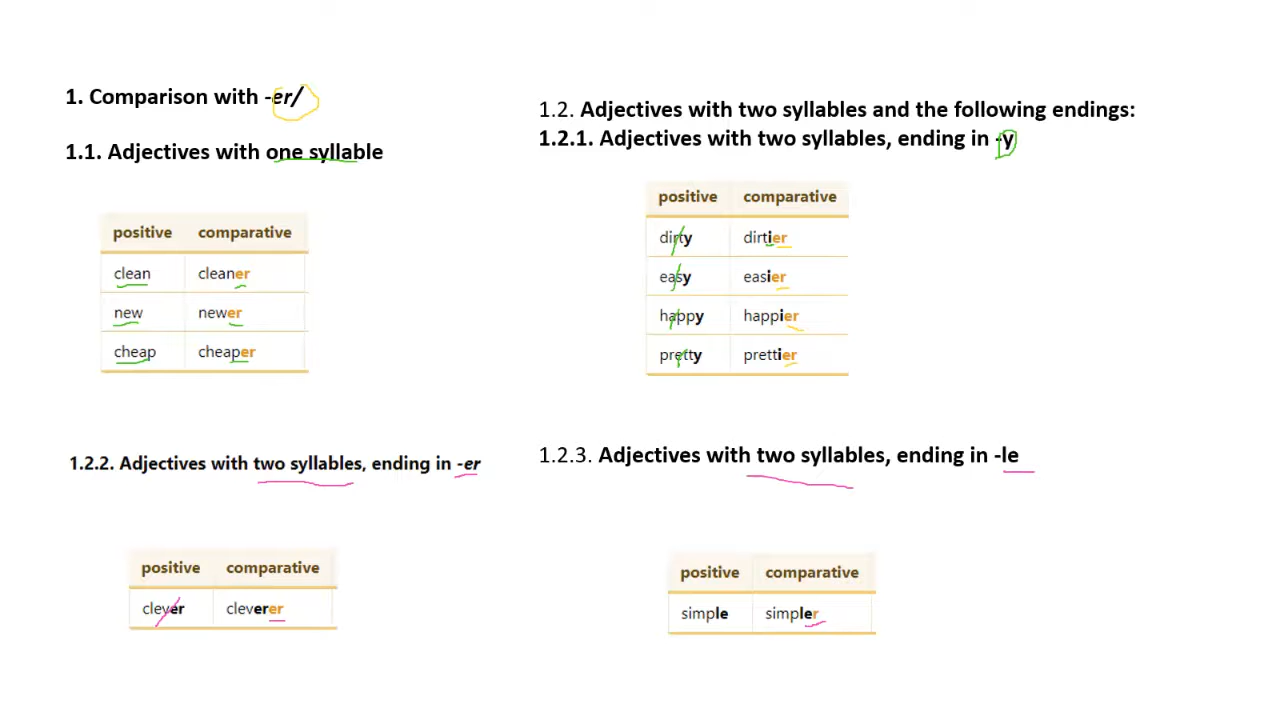 1. Comparison with -er/
1.1. Adjectives with one syllable
positive comparative
clean cleaner
new newer
cheap cheaper
1.2. Adjectives with two syllables and the following endings:
1.2.1. Adjectives with two syllables, ending in -y
positive comparative
dirty dirtier
easy easier
happy happier
pretty prettier
1.2.2. Adjectives with two syllables, ending in -er
positive comparative
clever cleverer
1.2.3. Adjectives with two syllables, ending in -le
positive comparative
simple simpler